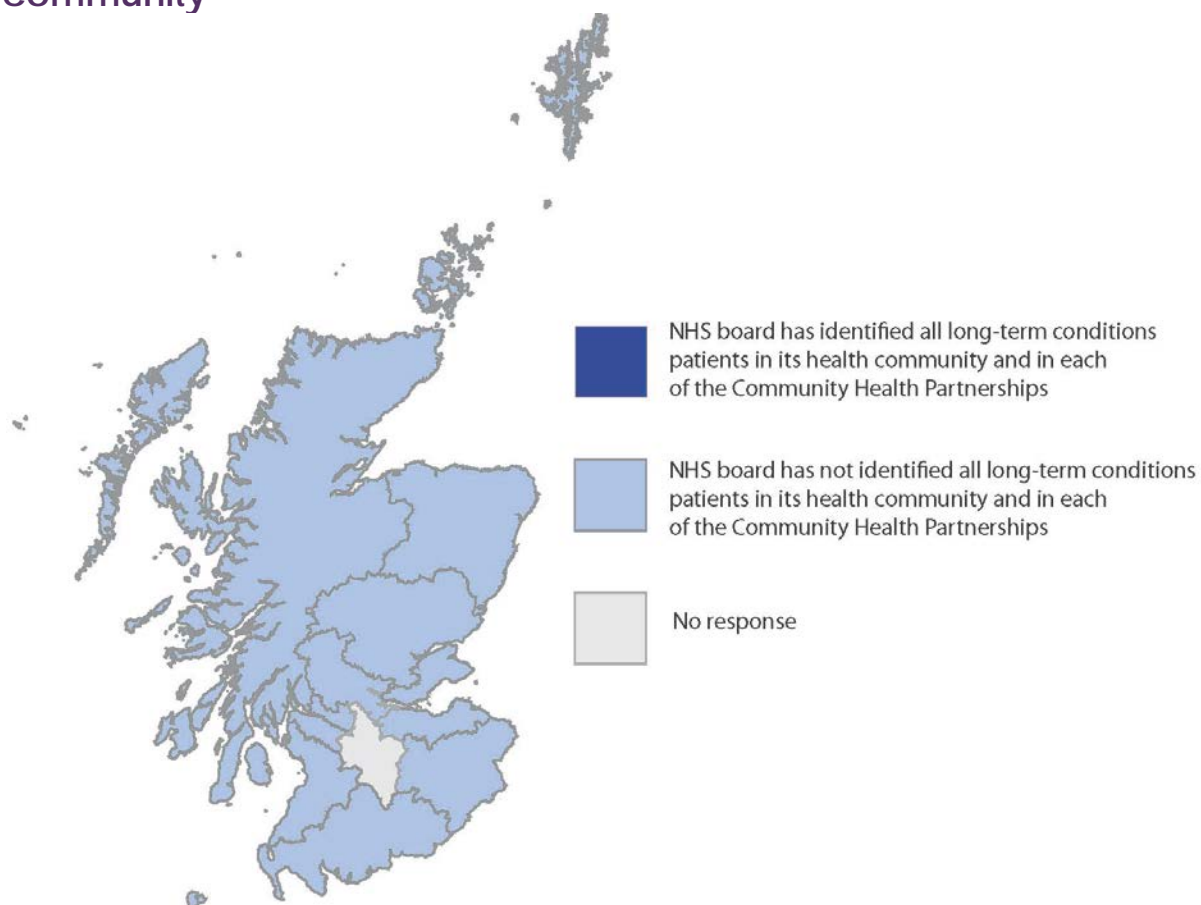 community
NHS board has identified all long-term conditions
patients in its health community and in each
of the Community Health Partnerships
NHS board has not identified all long-term conditions
patients in its health community and in each
of the Community Health Partnerships
No response